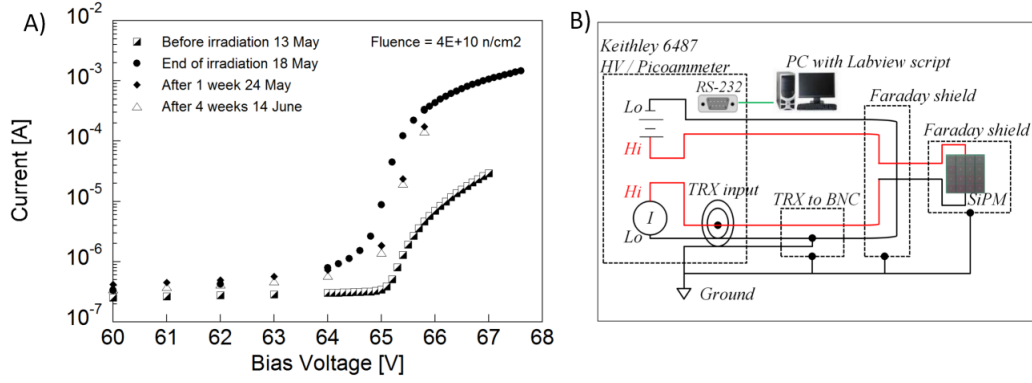 A)
Current [A]
10^-2
10^-3
10^-4
10^-5
10^-6
10^-7
Before irradiation 13 May
End of irradiation 18 May
After 1 week 24 May
After 4 weeks 14 June
Fluence = 4E+10 n/cm2
60 61 62 63 64 65 66 67 68
Bias Voltage [V]
B)
Keithley 6487
HV / Picoammeter
RS-232
PC with Labview script
Lo
Hi
Faraday shield
Faraday shield
Hi
TRX input
TRX to BNC
SiPM
I
Lo
Ground